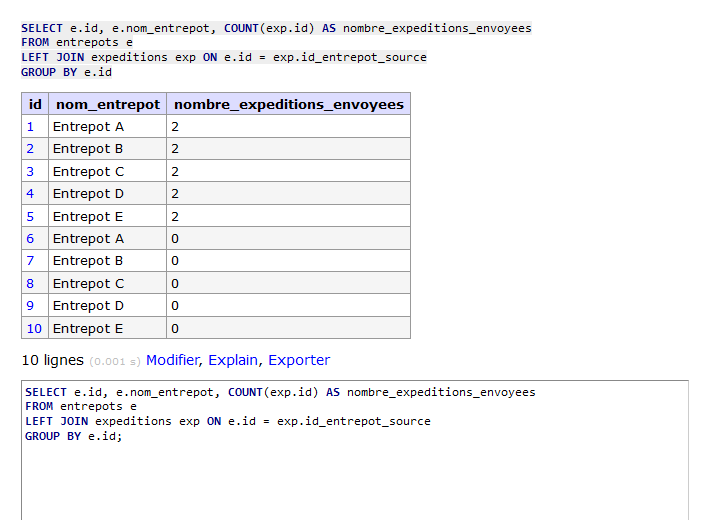 SELECT e.id, e.nom_entrepot, COUNT(exp.id) AS nombre_expeditions_envoyees
FROM entrepots e
LEFT JOIN expeditions exp ON e.id = exp.id_entrepot_source
GROUP BY e.id
id nom_entrepot nombre_expeditions_envoyees
1 Entrepot A 2
2 Entrepot B 2
3 Entrepot C 2
4 Entrepot D 2
5 Entrepot E 2
6 Entrepot A 0
7 Entrepot B 0
8 Entrepot C 0
9 Entrepot D 0
10 Entrepot E 0
10 lignes (0.001 s) Modifier, Explain, Exporter
SELECT e.id, e.nom_entrepot, COUNT(exp.id) AS nombre_expeditions_envoyees
FROM entrepots e
LEFT JOIN expeditions exp ON e.id = exp.id_entrepot_source
GROUP BY e.id;